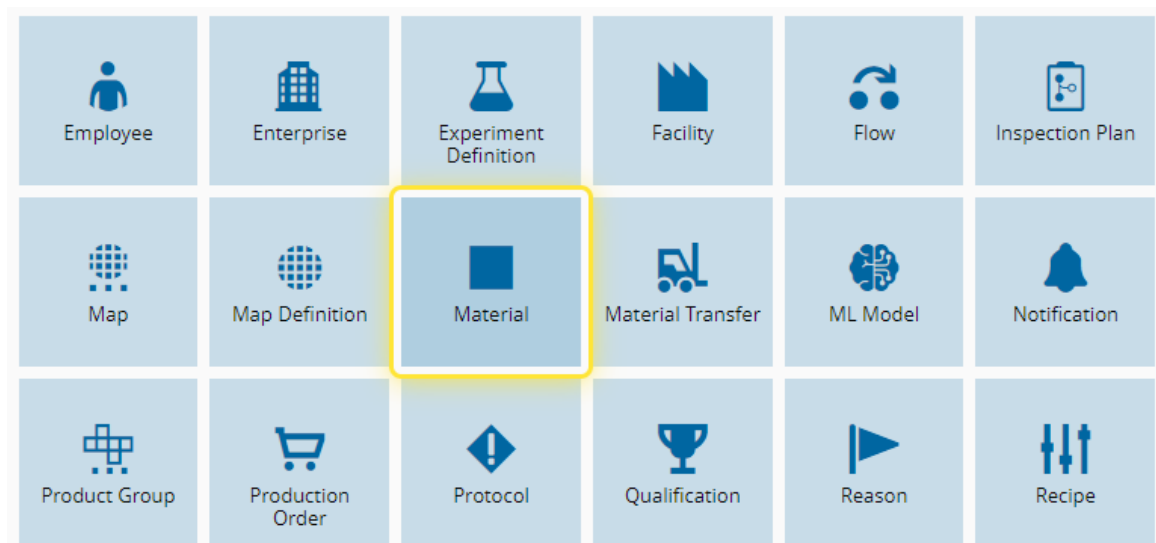 Employee
Enterprise
Experiment
Definition
Facility
Flow
Inspection Plan
Map
Map Definition
Material
Material Transfer
ML Model
Notification
Product Group
Production
Order
Protocol
Qualification
Reason
Recipe